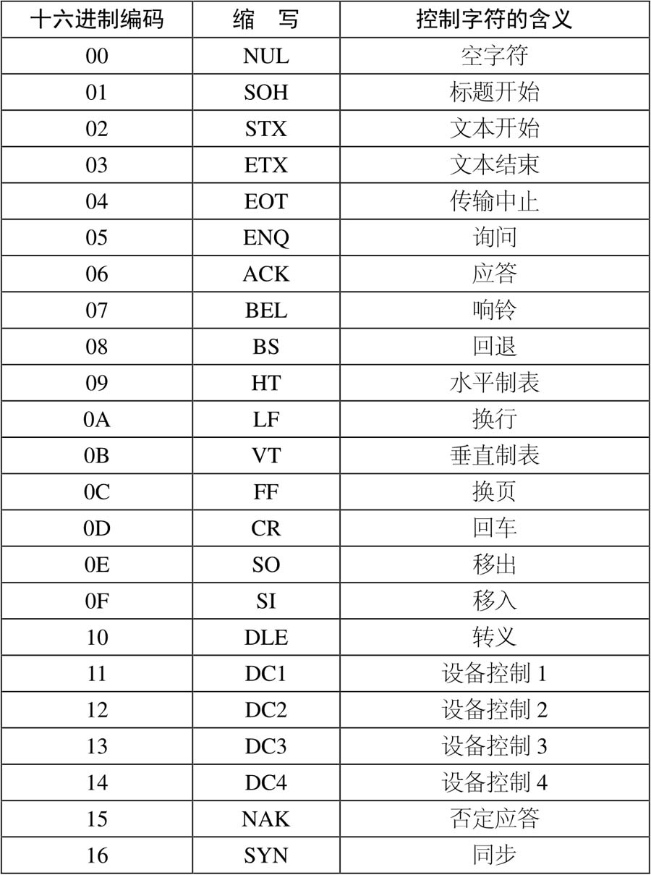 十六进制编码 缩 写 控制字符的含义
00 NUL 空字符
01 SOH 标题开始
02 STX 文本开始
03 ETX 文本结束
04 EOT 传输中止
05 ENQ 询问
06 ACK 应答
07 BEL 响铃
08 BS 回退
09 HT 水平制表
0A LF 换行
0B VT 垂直制表
0C FF 换页
0D CR 回车
0E SO 移出
0F SI 移入
10 DLE 转义
11 DC1 设备控制 1
12 DC2 设备控制 2
13 DC3 设备控制 3
14 DC4 设备控制 4
15 NAK 否定应答
16 SYN 同步